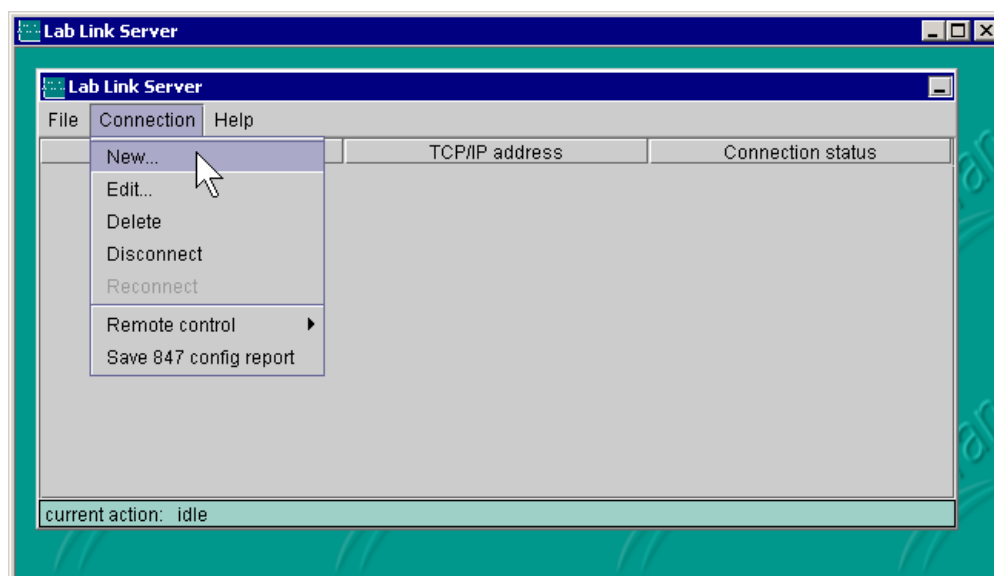 Lab Link Server
Lab Link Server
File Connection Help
TCP/IP address Connection status
New...
Edit...
Delete
Disconnect
Reconnect
Remote control
Save 847 config report
current action: idle